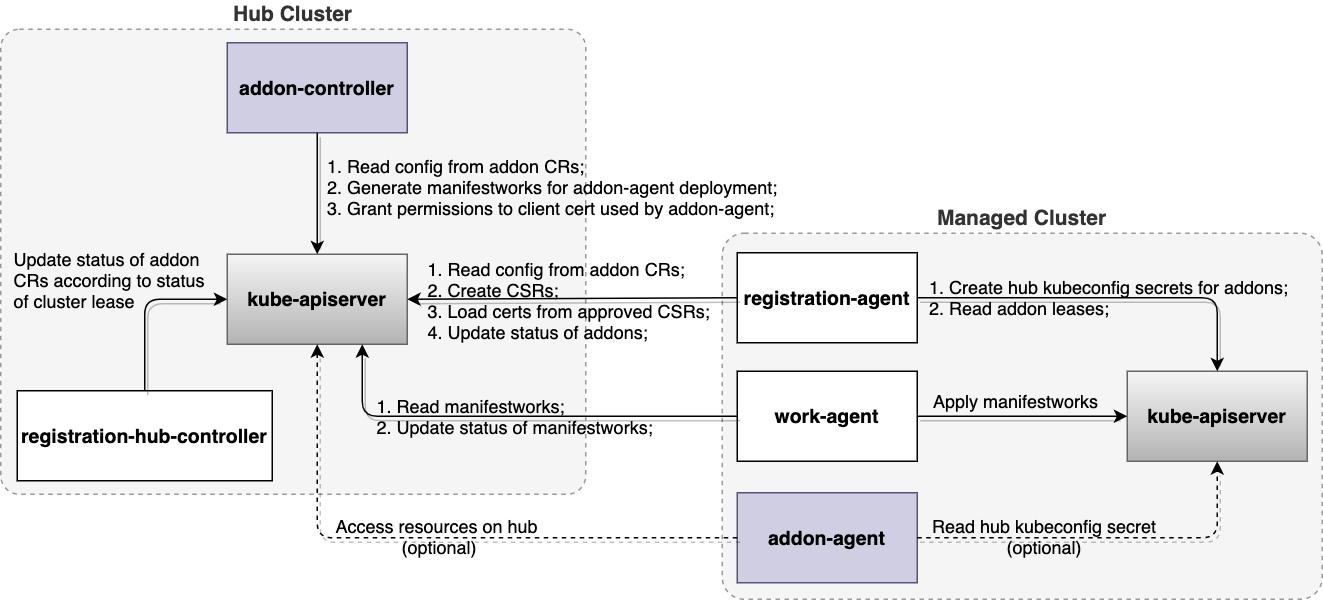 Hub Cluster
addon-controller
1. Read config from addon CRs;
2. Generate manifestworks for addon-agent deployment;
3. Grant permissions to client cert used by addon-agent;
Managed Cluster
Update status of addon
CRs according to status
of cluster lease
kube-apiserver
1. Read config from addon CRs;
2. Create CSRs;
3. Load certs from approved CSRs;
4. Update status of addons;
registration-agent
1. Create hub kubeconfig secrets for addons;
2. Read addon leases;
registration-hub-controller
1. Read manifestworks;
2. Update status of manifestworks;
work-agent
Apply manifestworks
kube-apiserver
Access resources on hub
(optional)
addon-agent
Read hub kubeconfig secret
(optional)